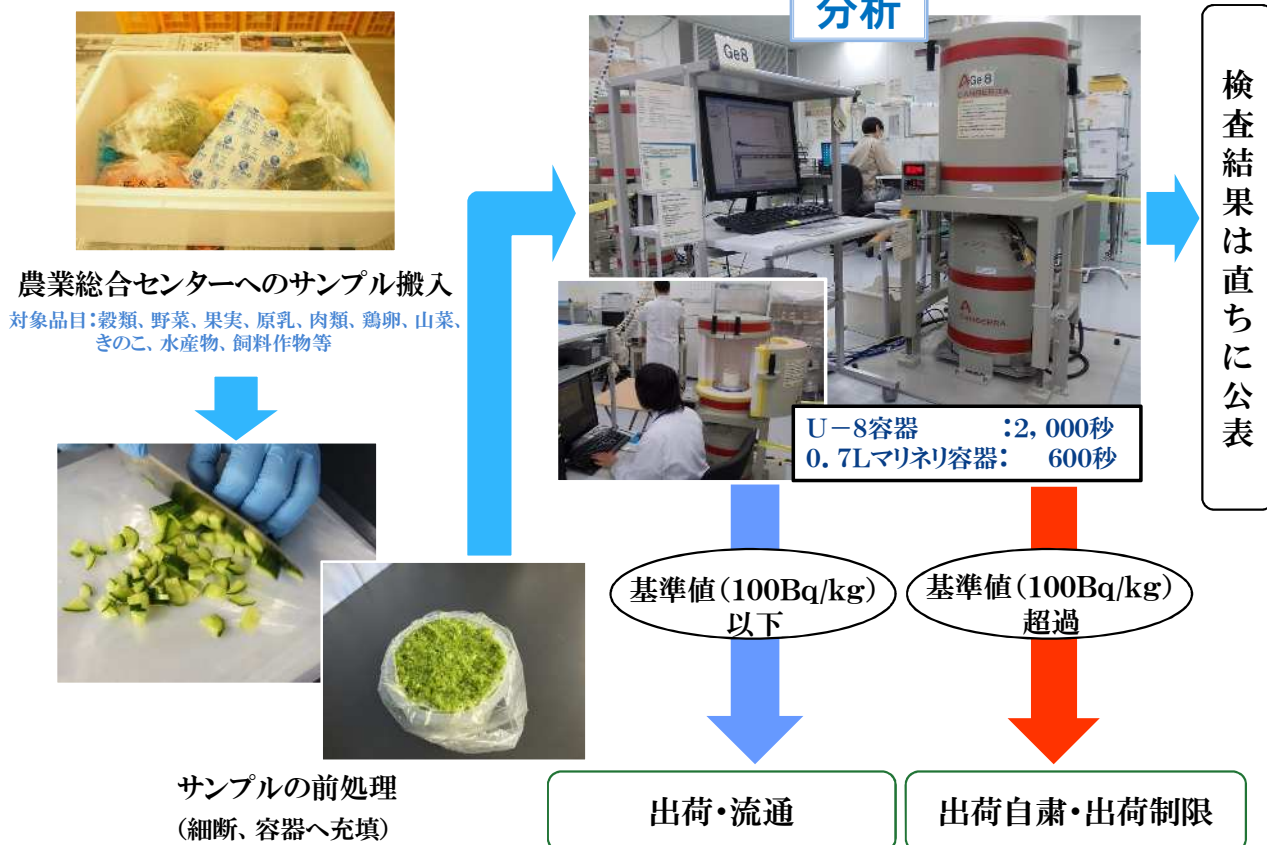 分析
農業総合センターへのサンプル搬入
対象品目：穀類、野菜、果実、原乳、肉類、鶏卵、山菜、
きのこ、水産物、飼料作物等
サンプルの前処理
（細断、容器へ充填）
Ge8
Ge8
CANBERRA
CANBERRA
U－8容器　　　：2，000秒
0．7Lマリネリ容器：　600秒
検査結果は直ちに公表
基準値（100Bq/kg）
以下
基準値（100Bq/kg）
超過
出荷・流通
出荷自粛・出荷制限